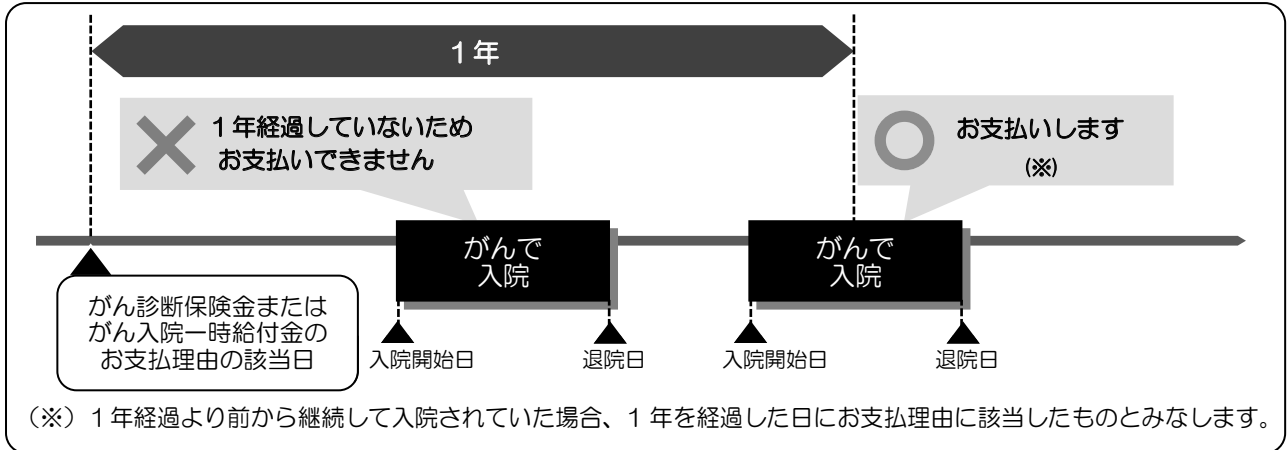 １年
１年経過していないため
お支払いできません
お支払いします
(※)
がんで
入院
がんで
入院
がん診断保険金または
がん入院一時給付金の
お支払理由の該当日
入院開始日
退院日
入院開始日
退院日
（※）１年経過より前から継続して入院されていた場合、１年を経過した日にお支払理由に該当したものとみなします。